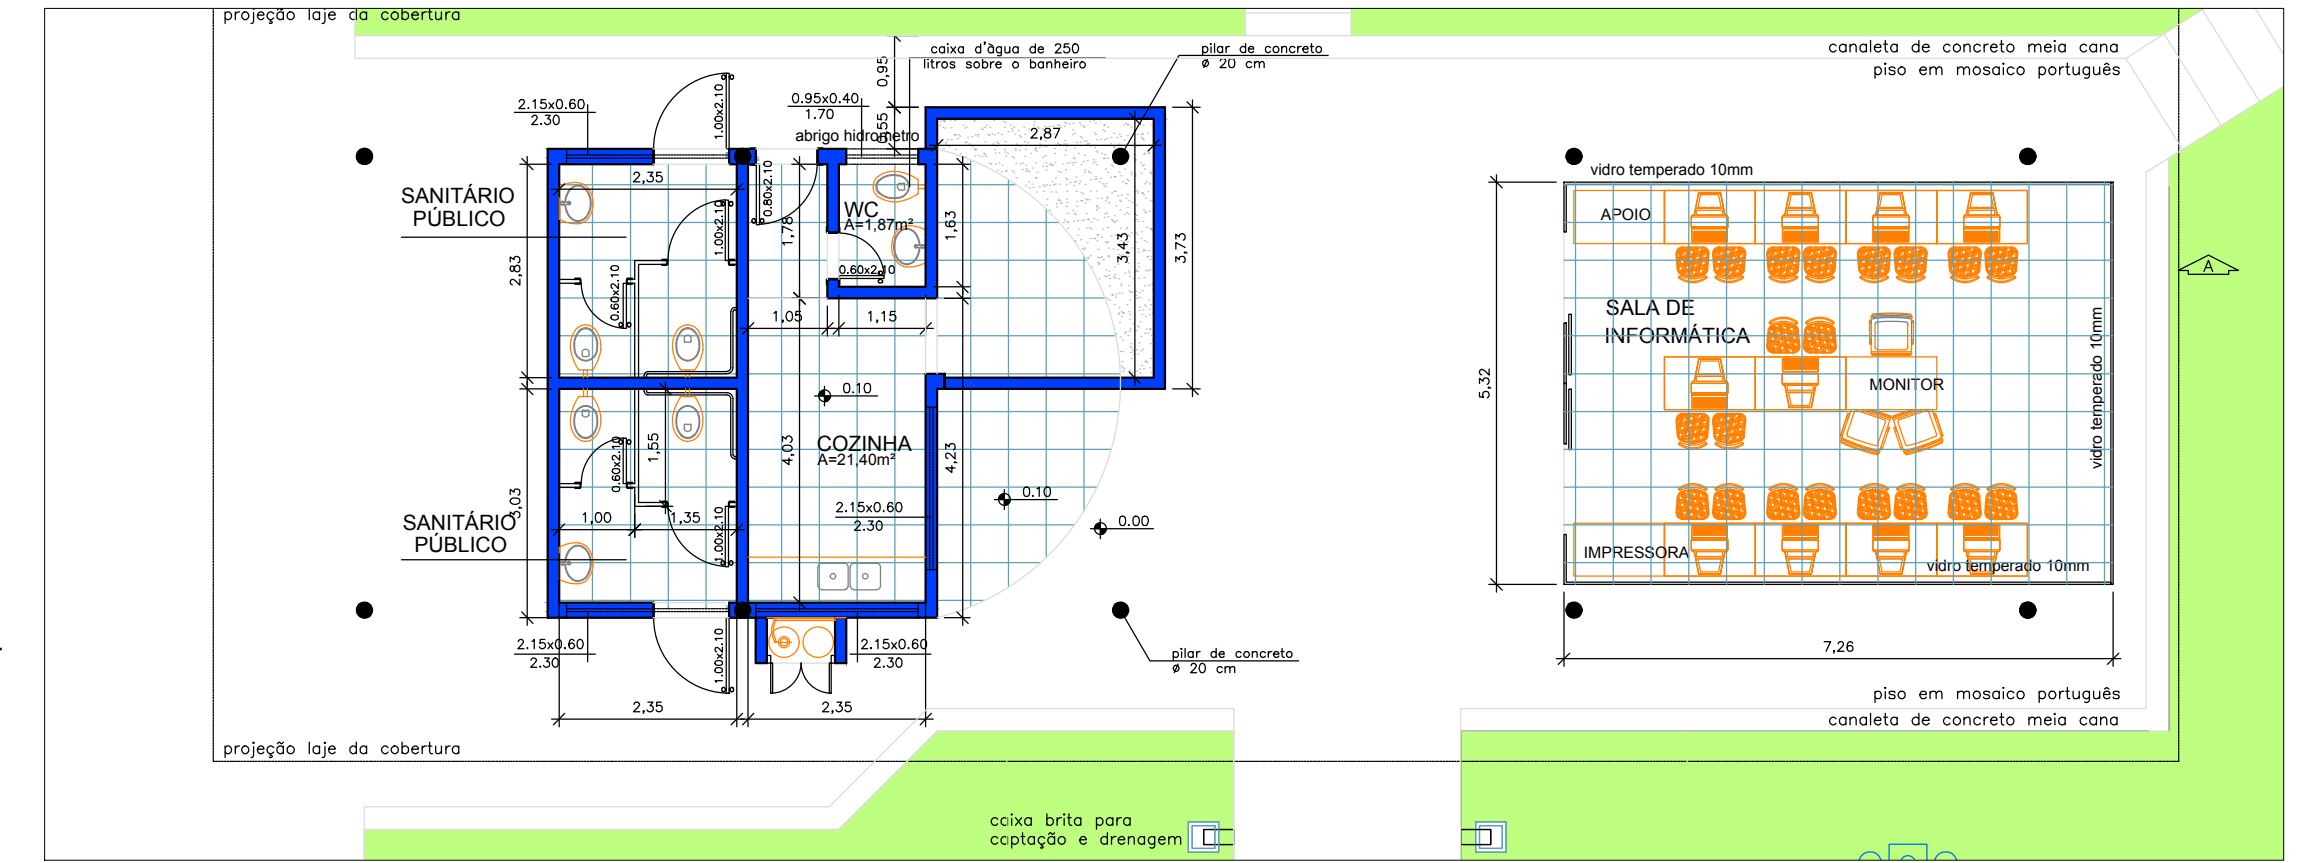 projeção laje da cobertura
caixa d'àgua de 250
litros sobre o banheiro
pilar de concreto
ø 20 cm
canaleta de concreto meia cana
piso em mosaico português
0,95
0,55
2.15x0.60
2.30
1.00x2.10
0.95x0.40
1.70
abrigo hidrometro
2,87
vidro temperado 10mm
SANITÁRIO
PÚBLICO
2,35
1.00x2.10
0.80x2.10
1,78
WC
A=1,87m²
1,63
3,43
3,73
APOIO
A
2,83
0.60x2.10
0.60x2.10
1,05
1,15
SALA DE
INFORMÁTICA
vidro temperado 10mm
5,32
MONITOR
0.10
COZINHA
A=21,40m²
4,03
4,23
1,55
0.60x2.10
3,03
SANITÁRIO
PÚBLICO
1,00
1,35
1.00x2.10
2.15x0.60
2.30
0.10
0.00
IMPRESSORA
vidro temperado 10mm
2.15x0.60
2.30
1.00x2.10
2.15x0.60
2.30
pilar de concreto
ø 20 cm
7,26
2,35
2,35
piso em mosaico português
canaleta de concreto meia cana
projeção laje da cobertura
caixa brita para
captação e drenagem